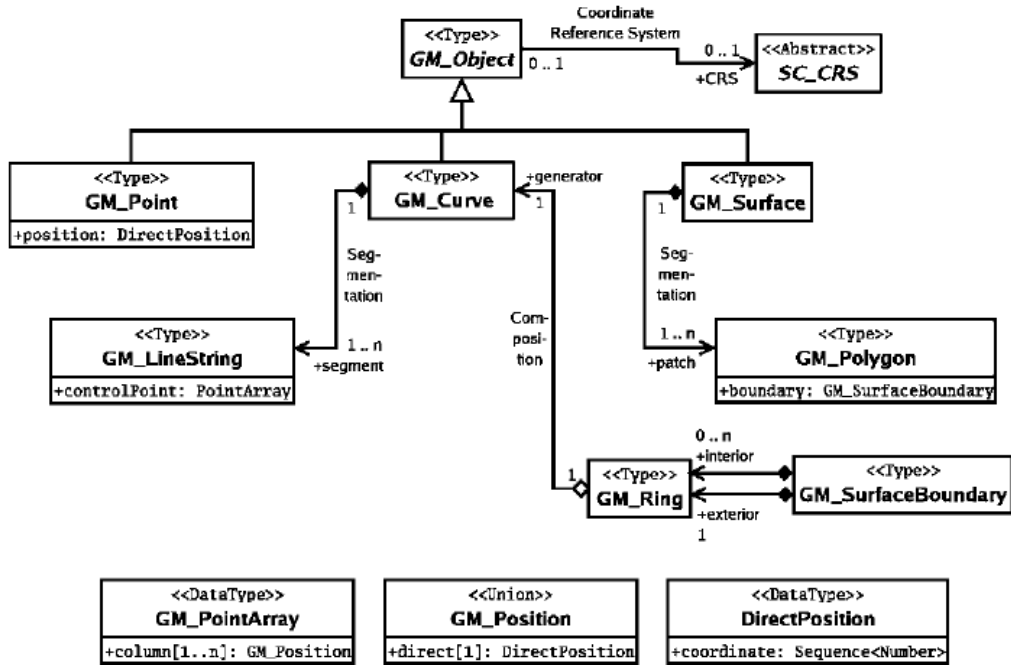 Coordinate
Reference System
<<Type>>
GM_Object
0..1
0..1
+CRS
<<Abstract>>
SC_CRS
<<Type>>
GM_Point
+position: DirectPosition
<<Type>>
GM_Curve
1
+generator
1
<<Type>>
GM_Surface
1
Seg-
men-
tation
Seg-
men-
tation
Com-
posi-
tion
<<Type>>
GM_LineString
+controlPoint: PointArray
1..n
+segment
1..n
+patch
<<Type>>
GM_Polygon
+boundary: GM_SurfaceBoundary
0..n
+interior
1
<<Type>>
GM_Ring
+exterior
1
<<Type>>
GM_SurfaceBoundary
<<DataType>>
GM_PointArray
+column[1..n]: GM_Position
<<Union>>
GM_Position
+direct[1]: DirectPosition
<<DataType>>
DirectPosition
+coordinate: Sequence<Number>